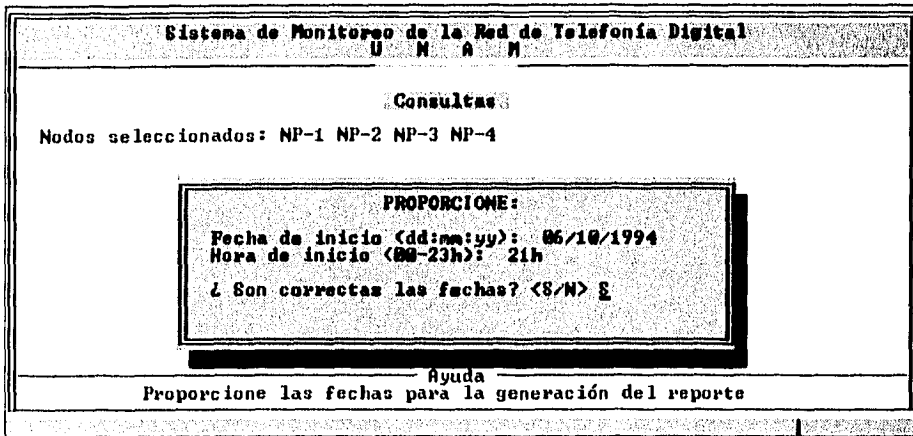 Sistema de Monitoreo de la Red de Telefonía Digital
U N A M
Consultas
Nodos seleccionados: NP-1 NP-2 NP-3 NP-4
PROPORCIONE:
Fecha de inicio (dd:mm:yy): 06/10/1994
Hora de inicio (00-23h): 21h
¿ Son correctas las fechas? <S/N> S
Ayuda
Proporcione las fechas para la generación del reporte